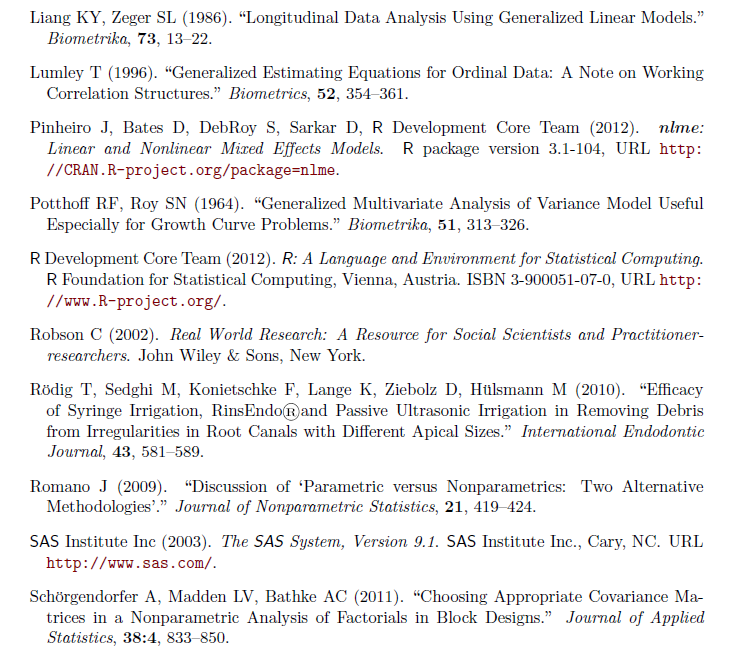 Liang KY, Zeger SL (1986). “Longitudinal Data Analysis Using Generalized Linear Models.”
Biometrika, 73, 13–22.
Lumley T (1996). “Generalized Estimating Equations for Ordinal Data: A Note on Working
Correlation Structures.” Biometrics, 52, 354–361.
Pinheiro J, Bates D, DebRoy S, Sarkar D, R Development Core Team (2012). nlme:
Linear and Nonlinear Mixed Effects Models. R package version 3.1-104, URL http:
//CRAN.R-project.org/package=nlme.
Potthoff RF, Roy SN (1964). “Generalized Multivariate Analysis of Variance Model Useful
Especially for Growth Curve Problems.” Biometrika, 51, 313–326.
R Development Core Team (2012). R: A Language and Environment for Statistical Computing.
R Foundation for Statistical Computing, Vienna, Austria. ISBN 3-900051-07-0, URL http:
//www.R-project.org/.
Robson C (2002). Real World Research: A Resource for Social Scientists and Practitioner-
researchers. John Wiley & Sons, New York.
Rödig T, Sedghi M, Konietschke F, Lange K, Ziebolz D, Hülsmann M (2010). “Efficacy
of Syringe Irrigation, RinsEndo®and Passive Ultrasonic Irrigation in Removing Debris
from Irregularities in Root Canals with Different Apical Sizes.” International Endodontic
Journal, 43, 581–589.
Romano J (2009). “Discussion of ‘Parametric versus Nonparametrics: Two Alternative
Methodologies’.” Journal of Nonparametric Statistics, 21, 419–424.
SAS Institute Inc (2003). The SAS System, Version 9.1. SAS Institute Inc., Cary, NC. URL
http://www.sas.com/.
Schörgendorfer A, Madden LV, Bathke AC (2011). “Choosing Appropriate Covariance Ma-
trices in a Nonparametric Analysis of Factorials in Block Designs.” Journal of Applied
Statistics, 38:4, 833–850.